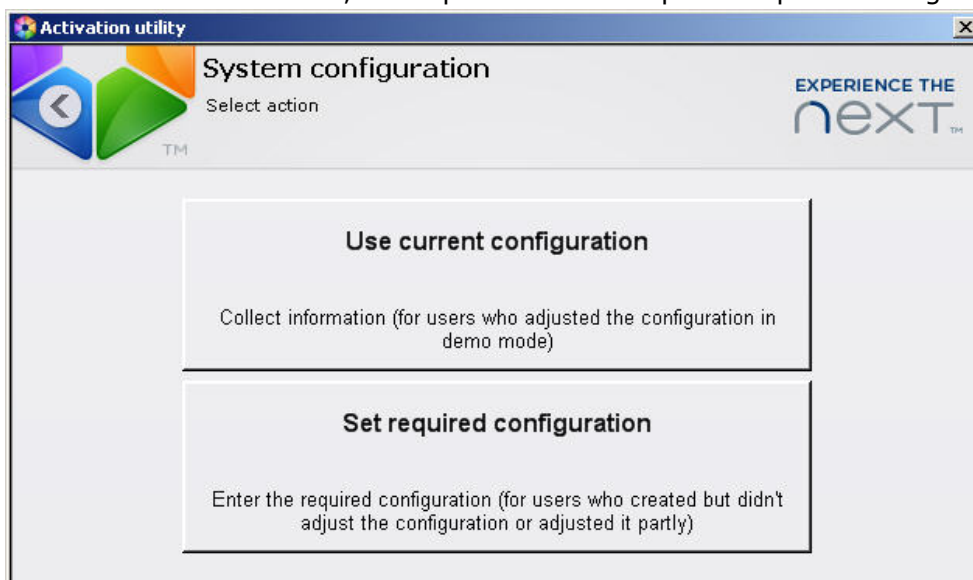 Activation utility
System configuration
Select action
EXPERIENCE THE
next™
TM
Use current configuration
Collect information (for users who adjusted the configuration in
demo mode)
Set required configuration
Enter the required configuration (for users who created but didn't
adjust the configuration or adjusted it partly)